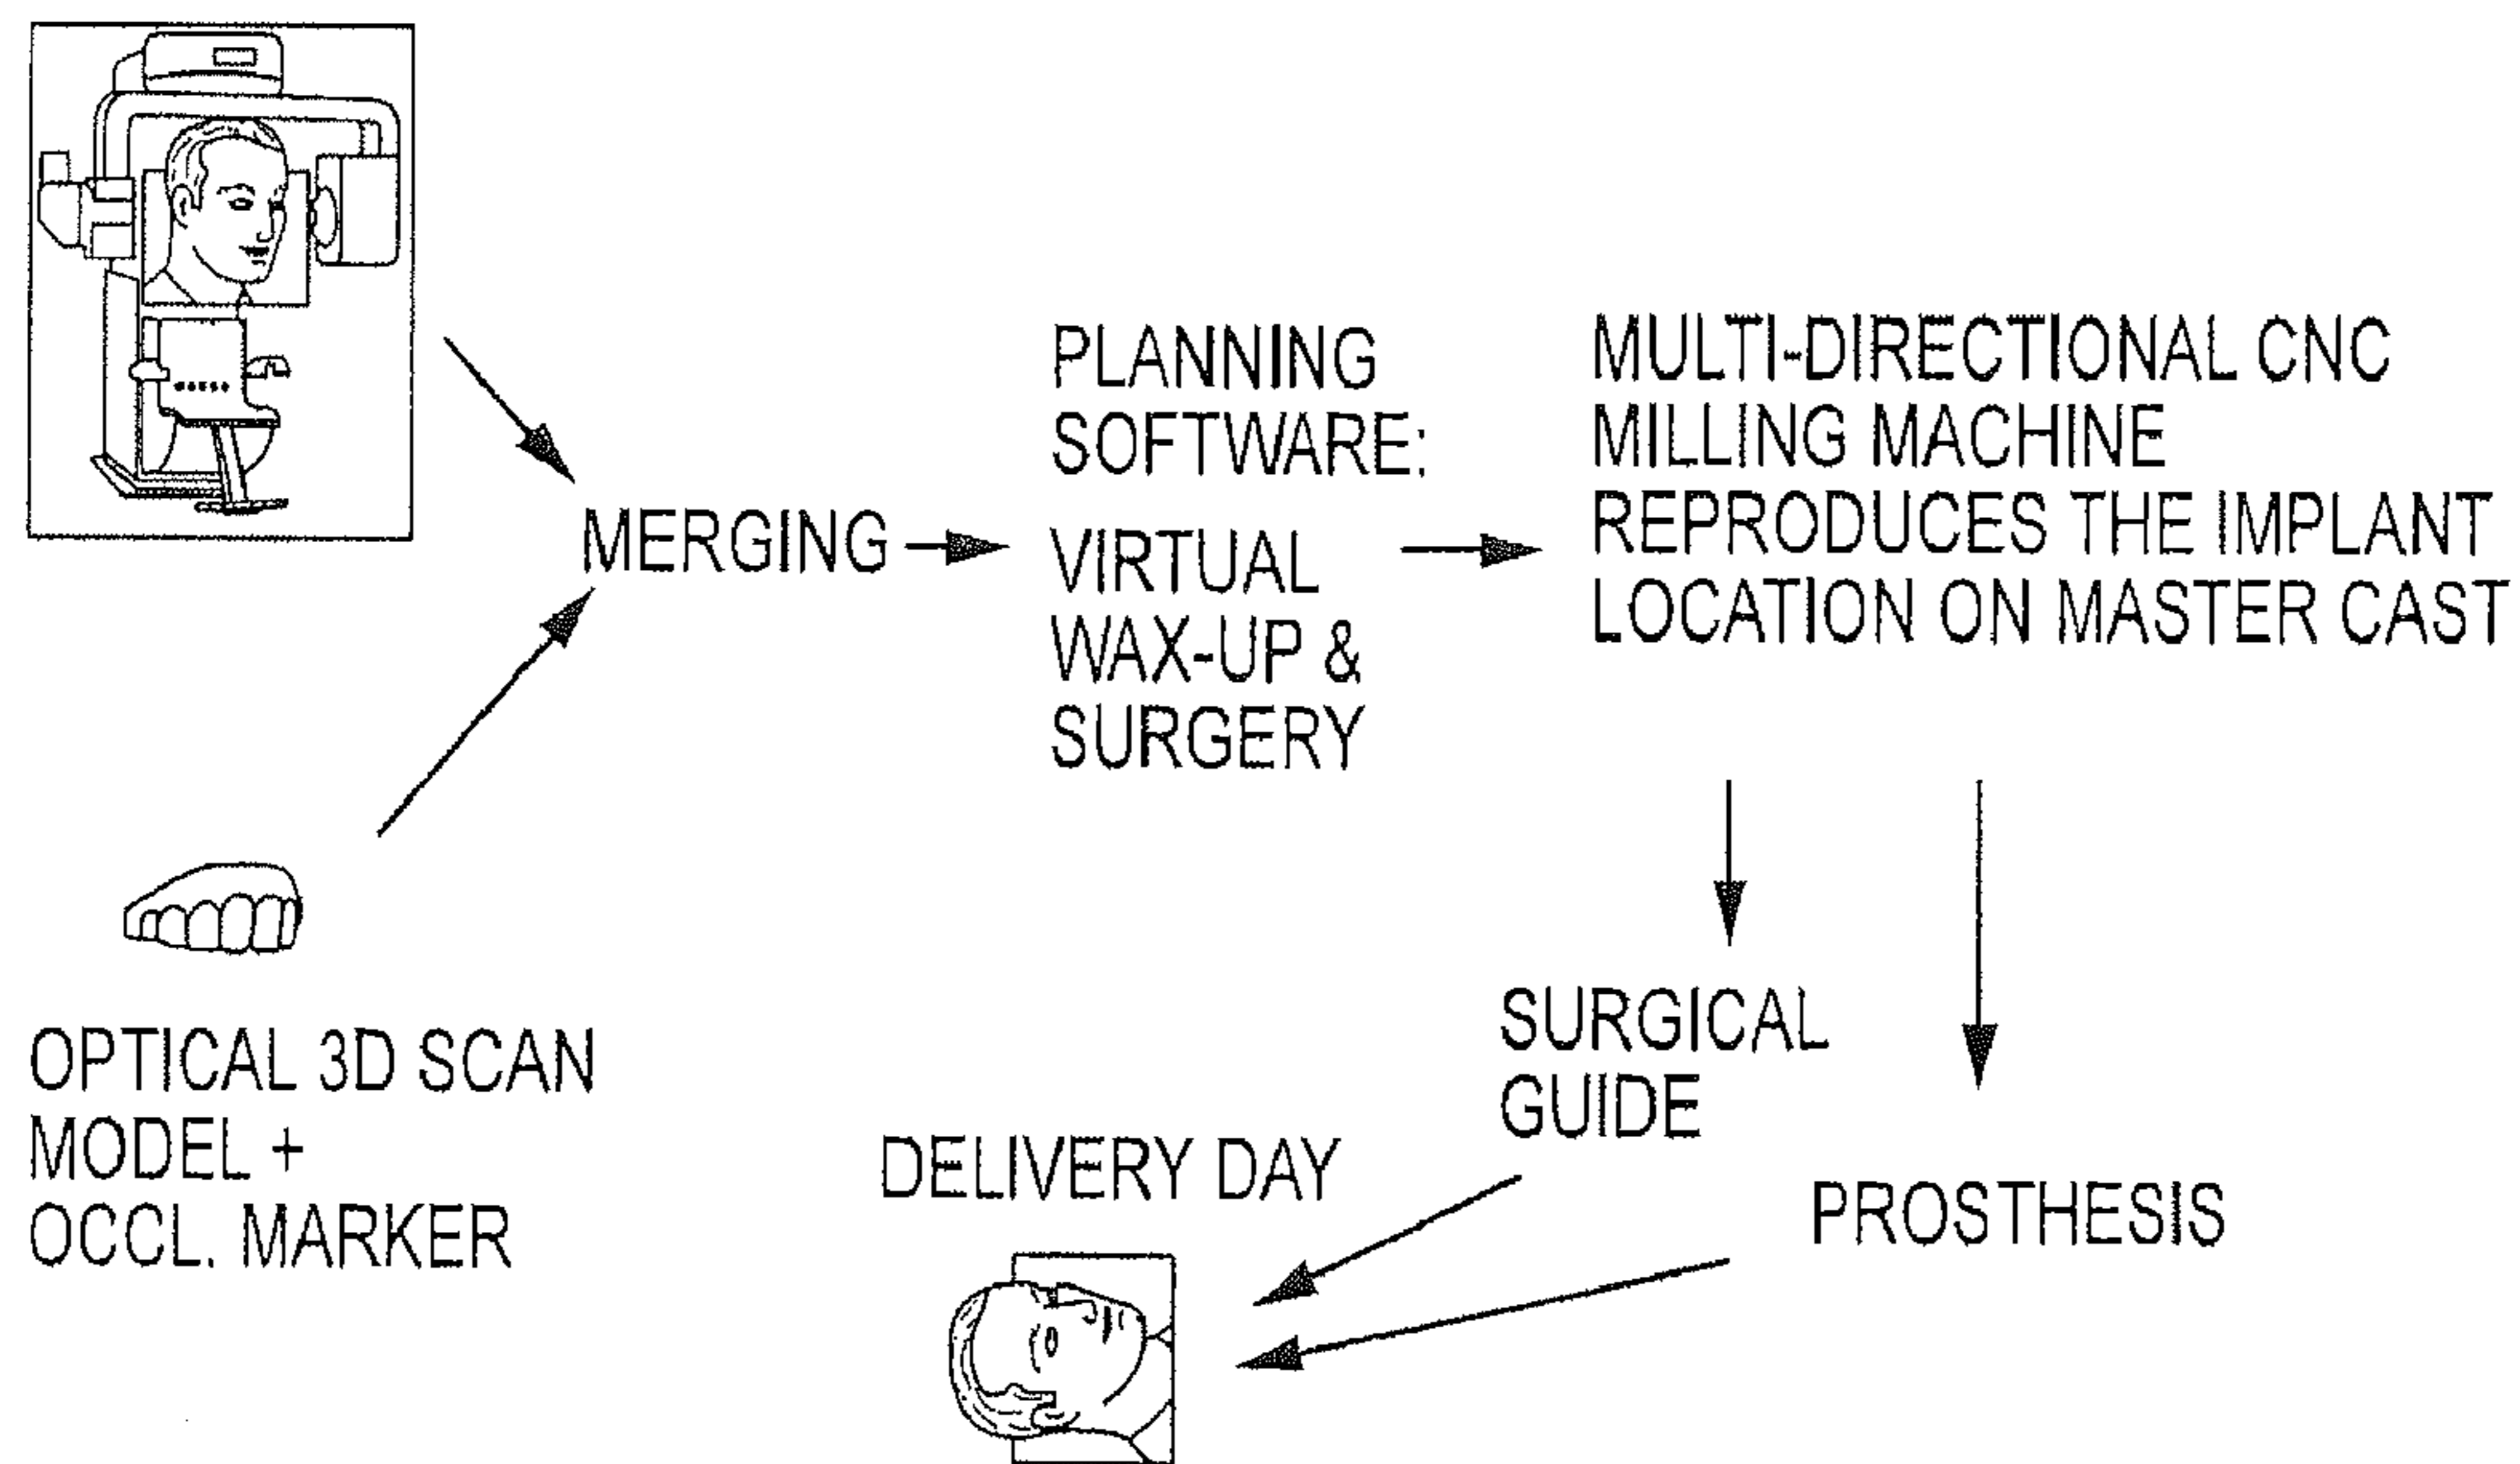 MERGING
PLANNING
SOFTWARE:
VIRTUAL
WAX-UP &
SURGERY
MULTI-DIRECTIONAL CNC
MILLING MACHINE
REPRODUCES THE IMPLANT
LOCATION ON MASTER CAST
OPTICAL 3D SCAN
MODEL +
OCCL. MARKER
SURGICAL
GUIDE
PROSTHESIS
DELIVERY DAY